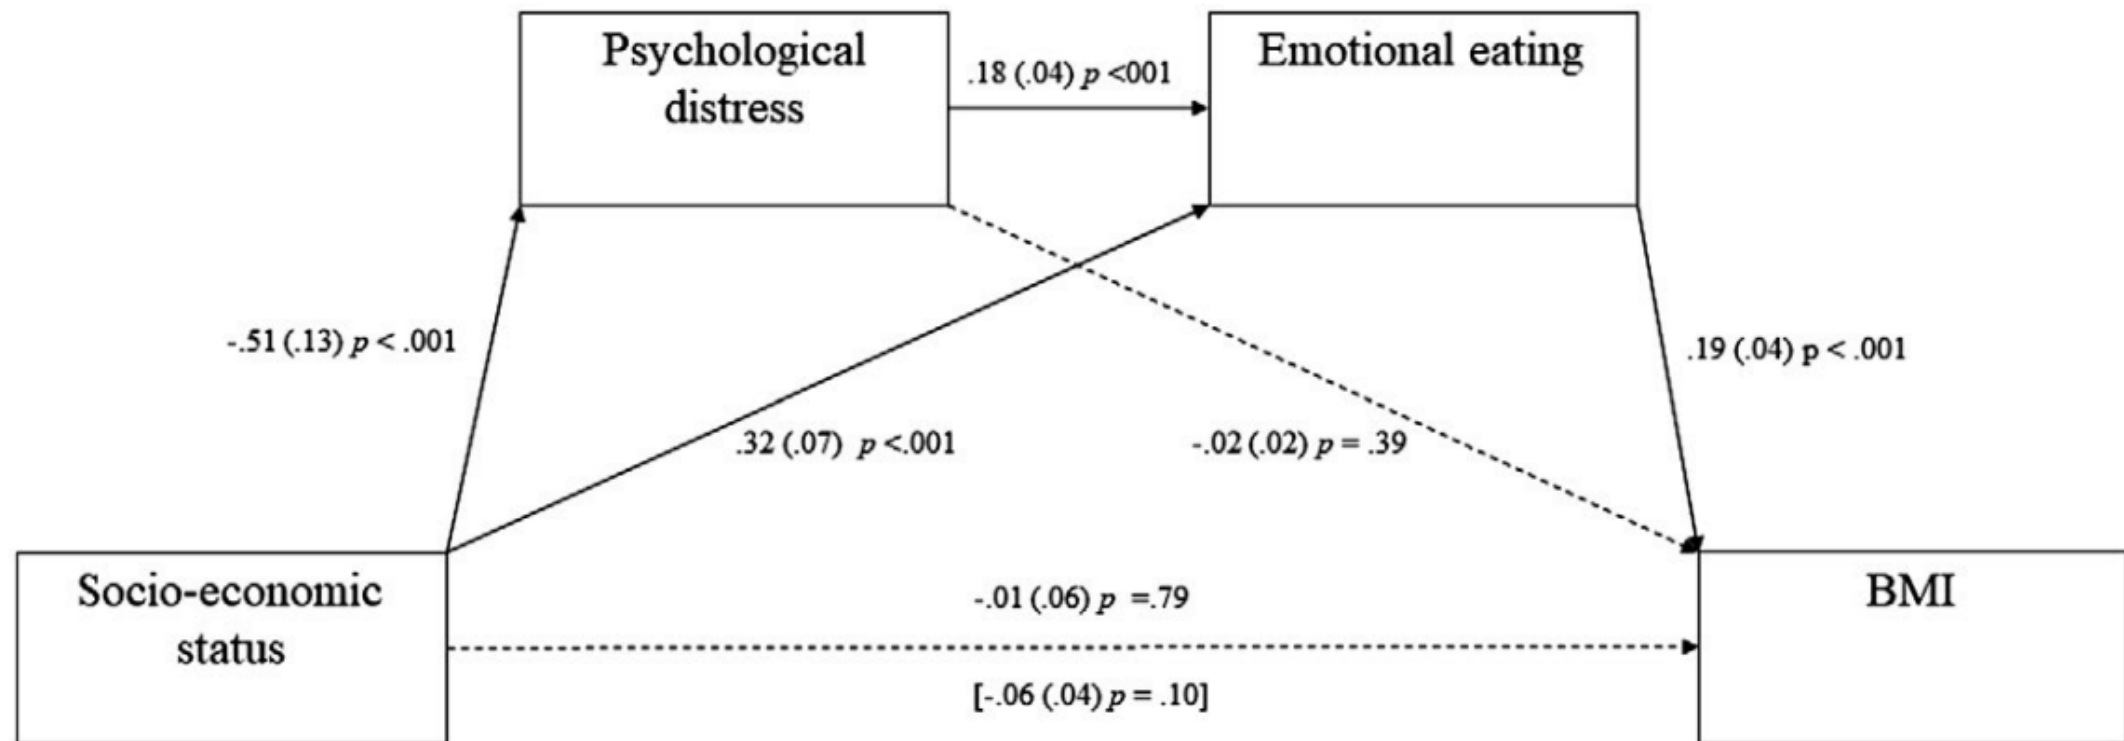 Psychological
distress
Emotional eating
.18 (.04) p <001
-.51 (.13) p < .001
.19 (.04) p < .001
.32 (.07) p <.001
-.02 (.02) p = .39
Socio-economic
status
-.01 (.06) p =.79
BMI
[-.06 (.04) p = .10]